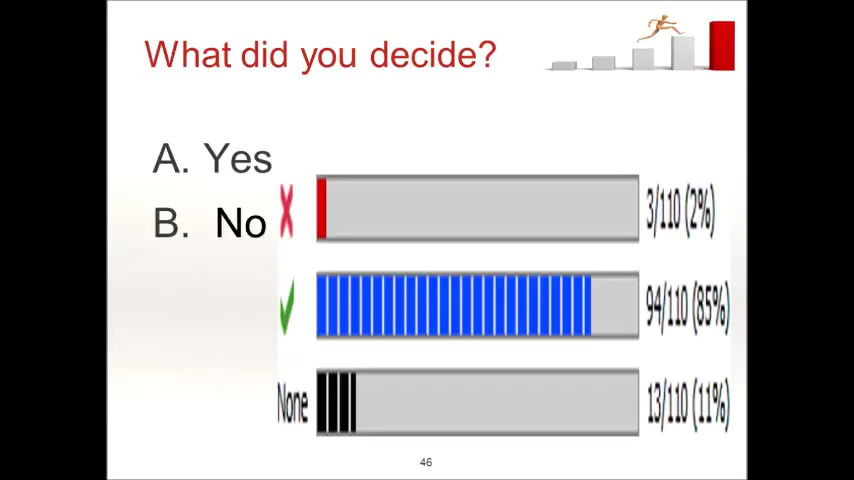 What did you decide?
A. Yes
B. No
3/110 (2%)
94/110 (85%)
None 13/110 (11%)
46